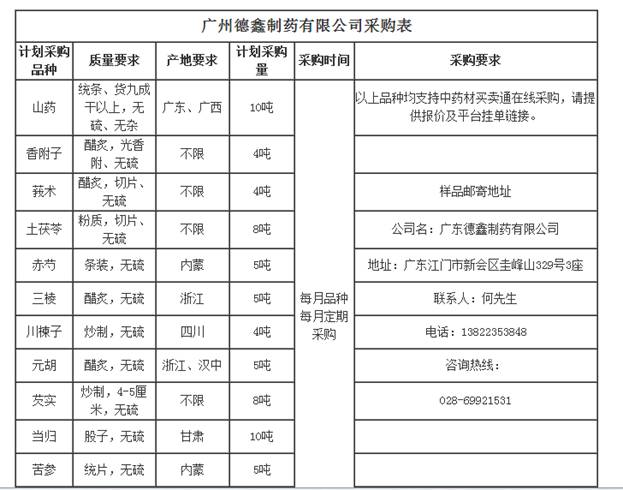 广州德鑫制药有限公司采购表
计划采购品种 质量要求 产地要求 计划采购量 采购时间 采购要求
山药 统条、货九成干以上，无硫、无杂 广东、广西 10吨 每月品种每月定期采购 以上品种均支持中药材买卖通在线采购，请提供报价及平台挂单链接。
香附子 醋炙，光香附、无硫 不限 4吨
莪术 醋炙，切片、无硫 不限 4吨 样品邮寄地址
土茯苓 粉质，切片、无硫 不限 8吨 公司名：广东德鑫制药有限公司
赤芍 条装，无硫 内蒙 5吨 地址：广东江门市新会区圭峰山329号3座
三棱 醋炙，无硫 浙江 5吨 联系人：何先生
川楝子 炒制，无硫 四川 4吨 电话：13822353848
元胡 醋炙，无硫 浙江、汉中 5吨 咨询热线：
芡实 炒制，4-5厘米，无硫 不限 8吨 028-69921531
当归 股子，无硫 甘肃 10吨
苦参 统片，无硫 内蒙 5吨